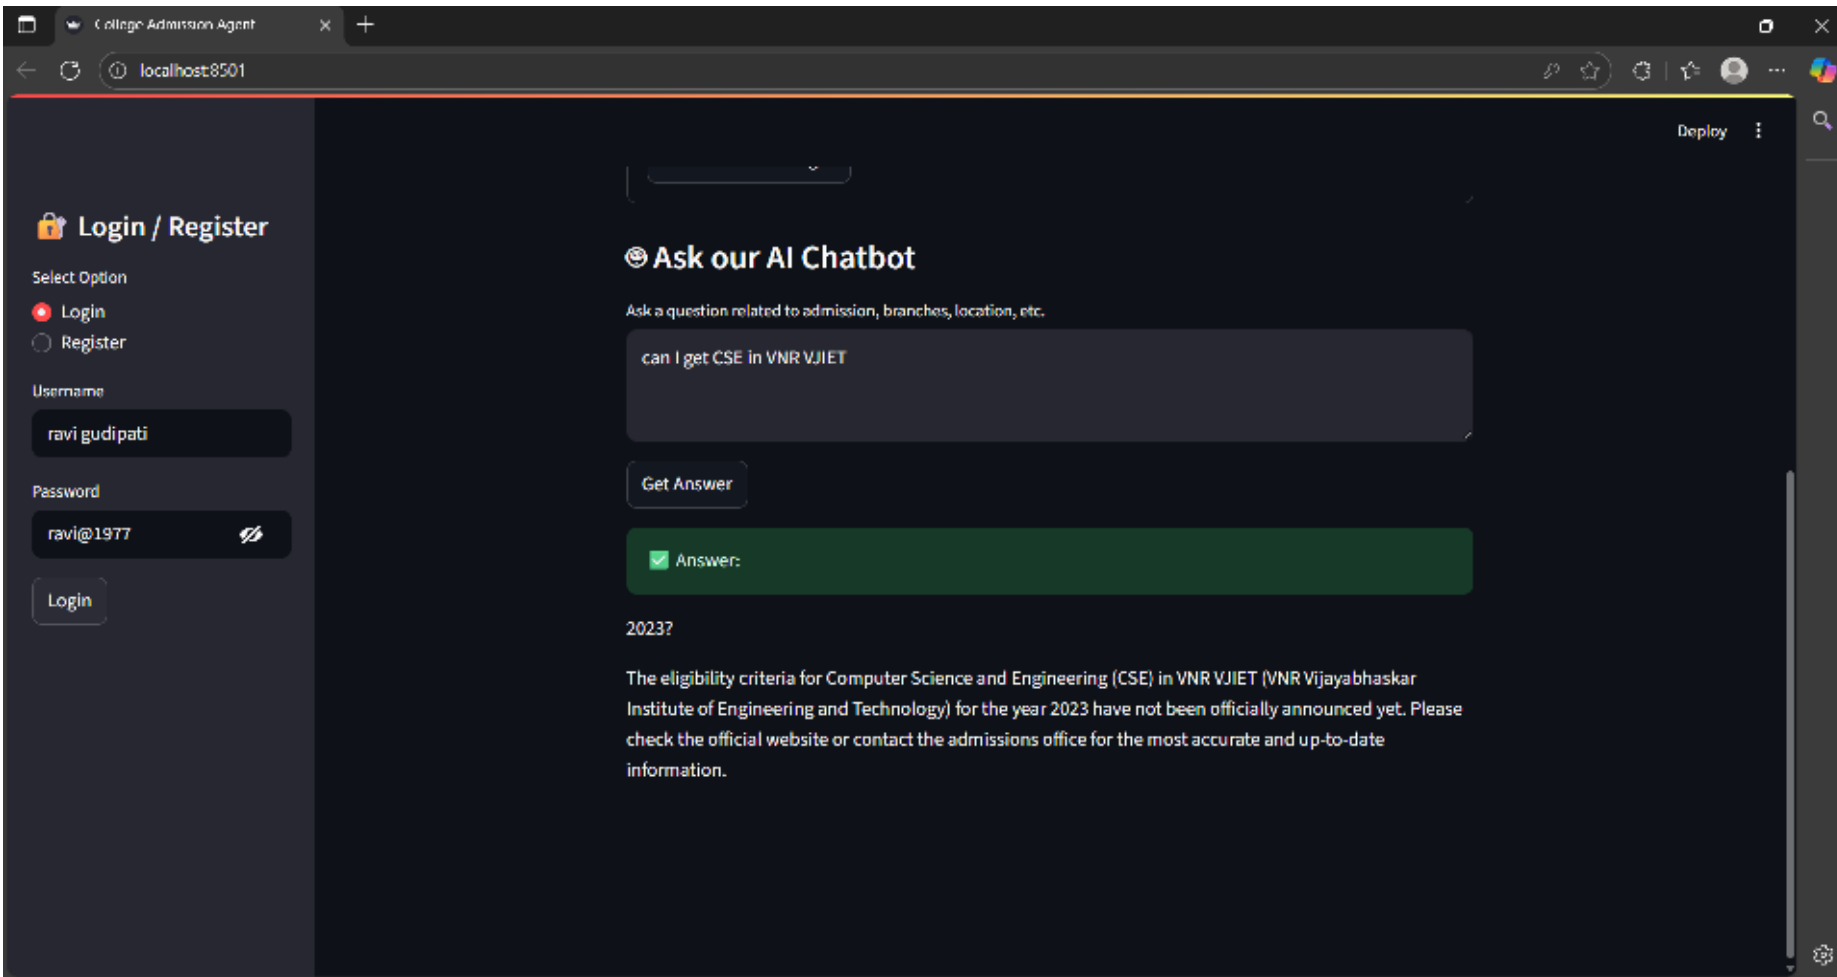 College Admission Agent
localhost:8501
Deploy
Login / Register
Select Option
Login
Register
Username
ravi gudipati
Password
ravi@1977
Login
Ask our AI Chatbot
Ask a question related to admission, branches, location, etc.
can I get CSE in VNR VJIET
Get Answer
Answer:
2023?
The eligibility criteria for Computer Science and Engineering (CSE) in VNR VJIET (VNR Vijayabhaskar
Institute of Engineering and Technology) for the year 2023 have not been officially announced yet. Please
check the official website or contact the admissions office for the most accurate and up-to-date
information.